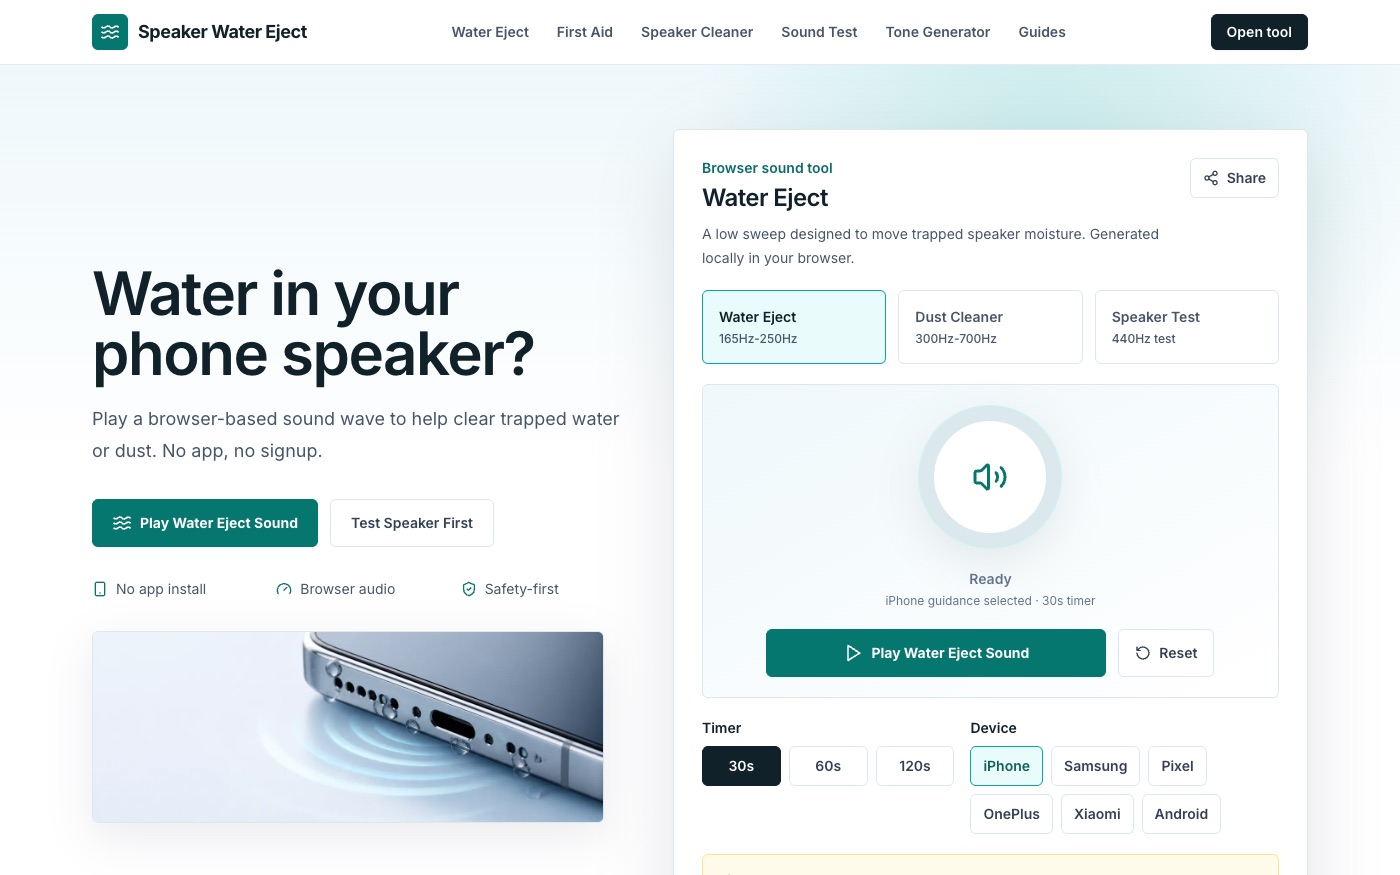 Speaker Water Eject
Water Eject
First Aid
Speaker Cleaner
Sound Test
Tone Generator
Guides
Open tool
Water in your
phone speaker?
Play a browser-based sound wave to help clear trapped water
or dust. No app, no signup.
Play Water Eject Sound
Test Speaker First
No app install
Browser audio
Safety-first
Browser sound tool
Water Eject
Share
A low sweep designed to move trapped speaker moisture. Generated
locally in your browser.
Water Eject
165Hz-250Hz
Dust Cleaner
300Hz-700Hz
Speaker Test
440Hz test
Ready
iPhone guidance selected · 30s timer
Play Water Eject Sound
Reset
Timer
30s
60s
120s
Device
iPhone
Samsung
Pixel
OnePlus
Xiaomi
Android